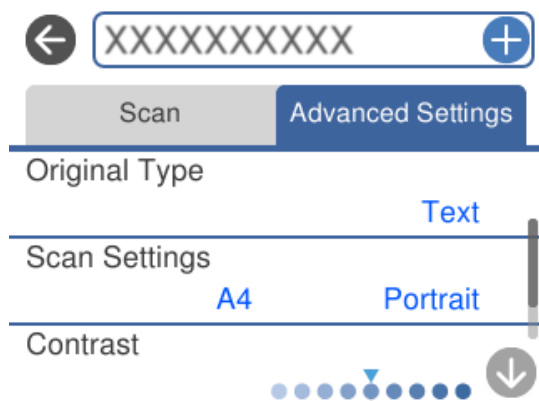 XXXXXXXXXX
Scan
Advanced Settings
Original Type
Text
Scan Settings
A4 Portrait
Contrast